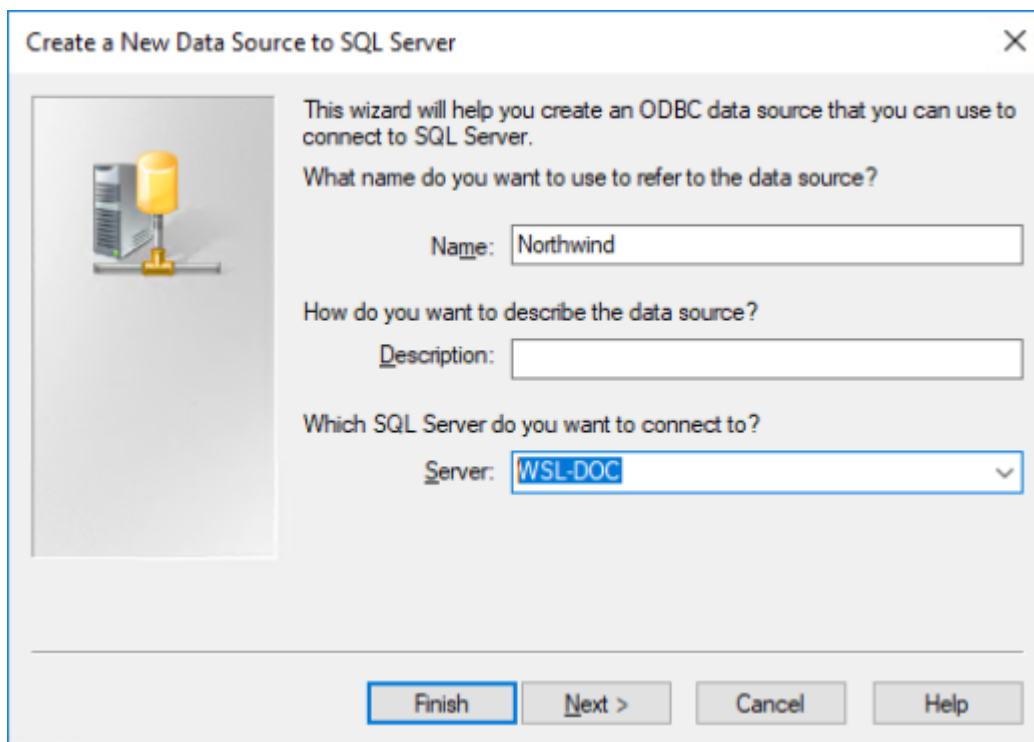 Create a New Data Source to SQL Server
This wizard will help you create an ODBC data source that you can use to
connect to SQL Server.
What name do you want to use to refer to the data source?
Name: Northwind
How do you want to describe the data source?
Description:
Which SQL Server do you want to connect to?
Server: WSL-DOC
Finish Next > Cancel Help